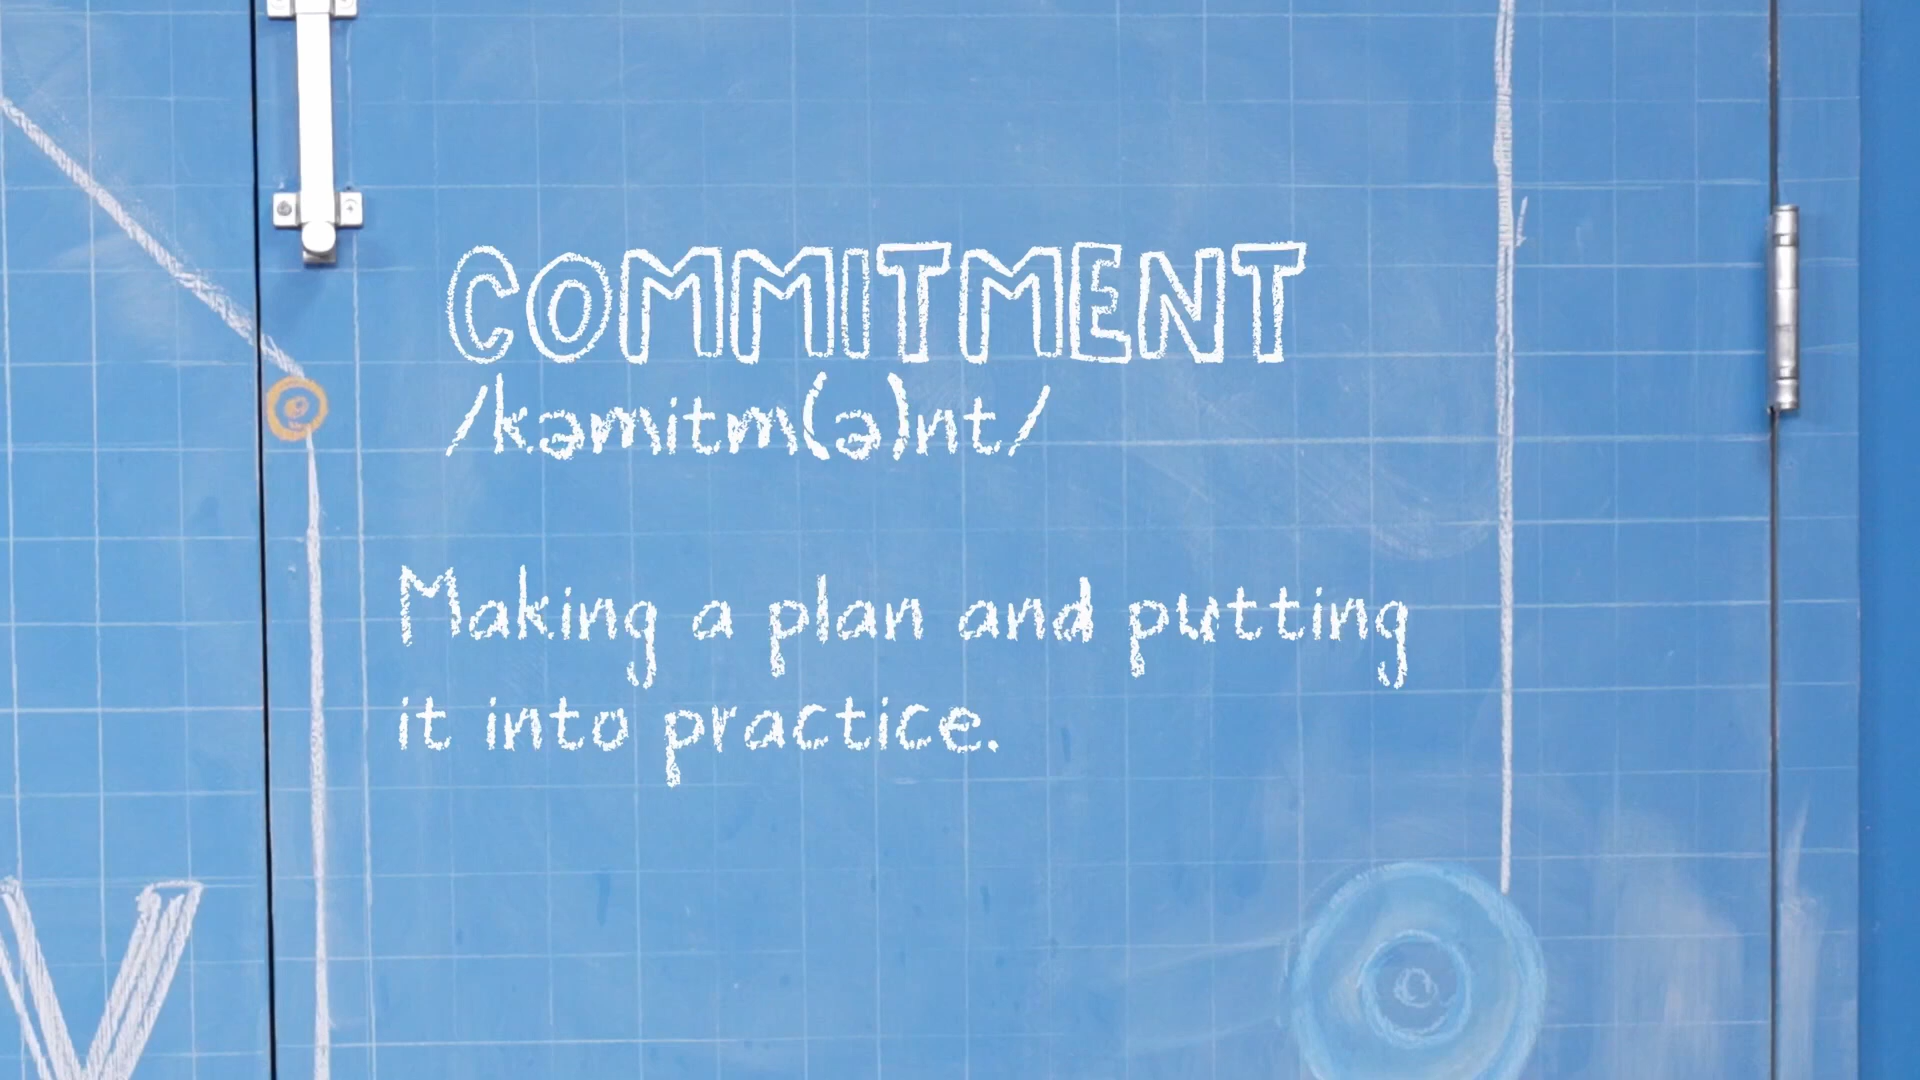 COMMITMENT
/kəmitm(ə)nt/
Making a plan and putting
it into practice.